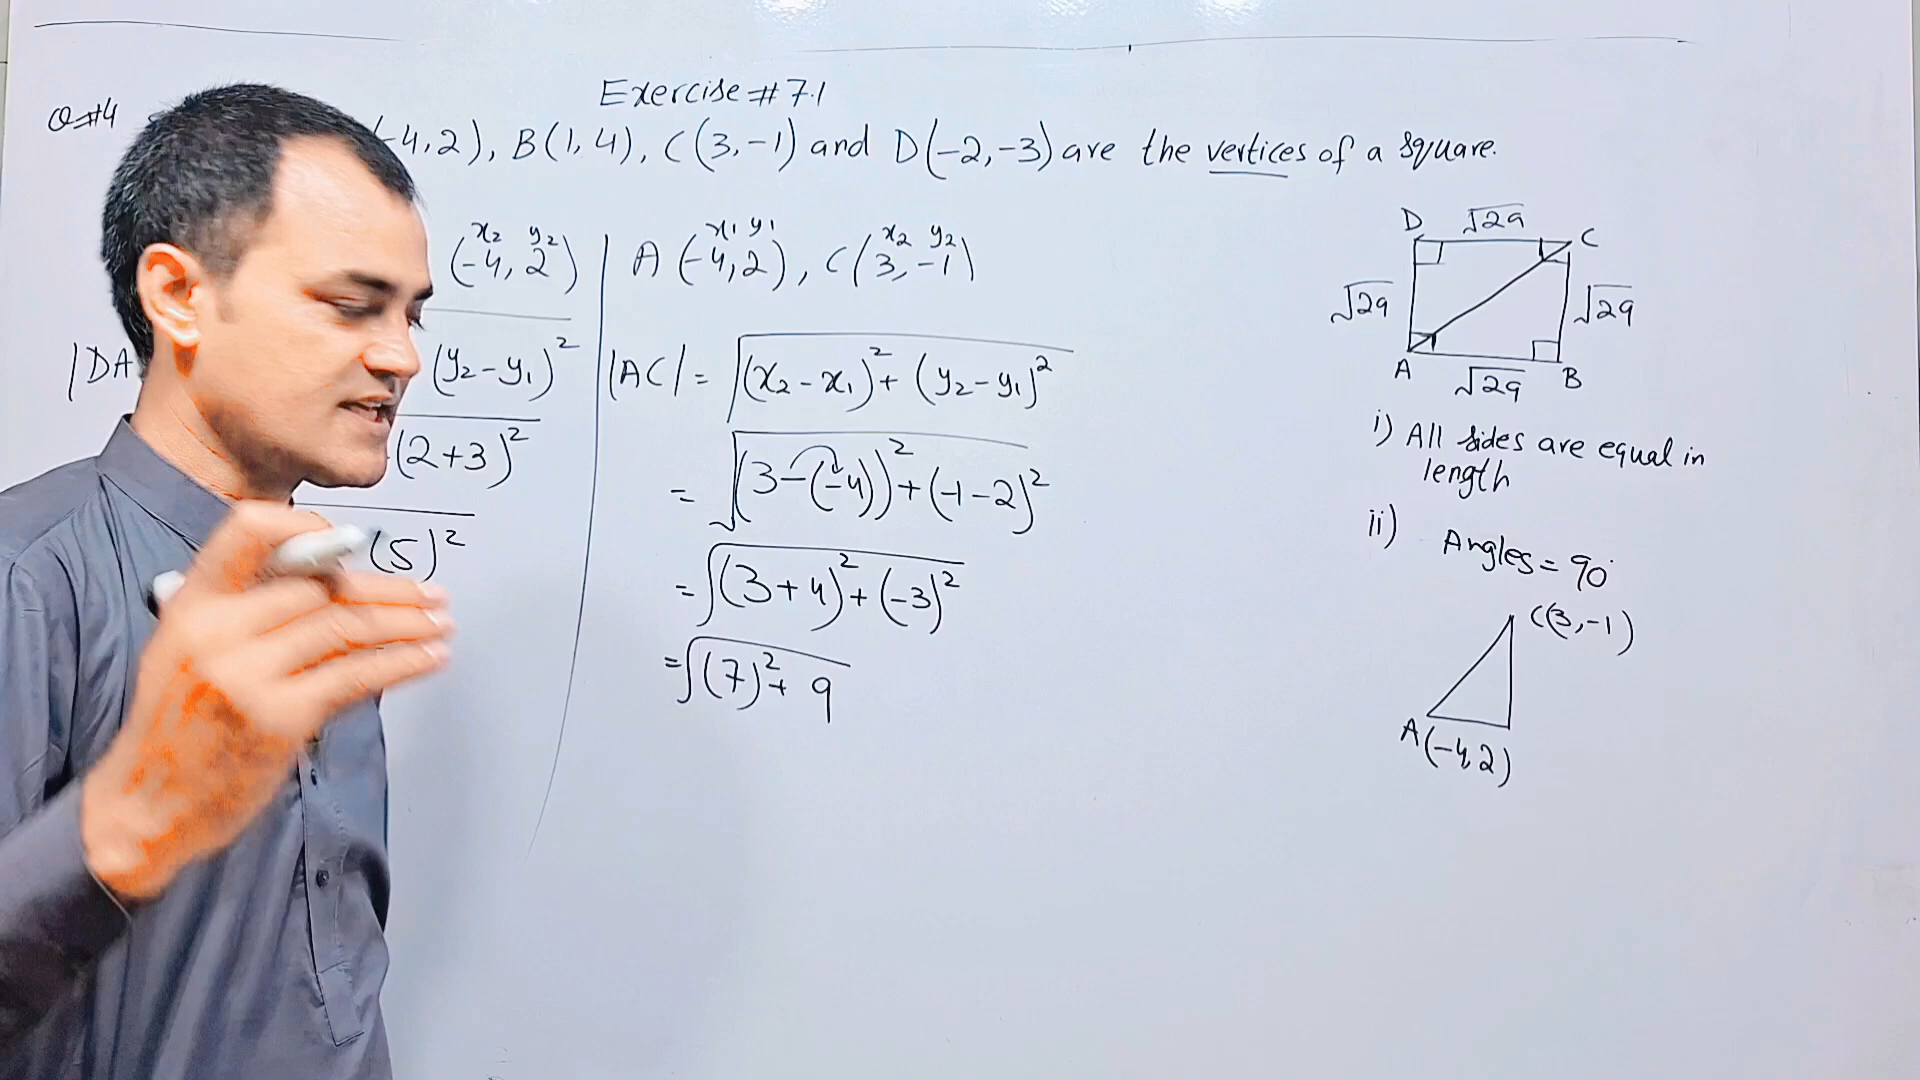 Exercise # 7.1
Q#4
-4,2), B(1,4), C(3,-1) and D(-2,-3) are the vertices of a square.
x₂ y₂
(-4, 2)
|DA
(y₂-y₁)²
(2+3)²
(5)²
x₁ y₁ x₂ y₂
A(-4,2), C(3,-1)
|AC| = √(x₂-x₁)²+(y₂-y₁)²
= √(3-(-4))²+(-1-2)²
= √(3+4)²+(-3)²
= √(7)²+ 9
D √29 C
√29 √29
A √29 B
i) All sides are equal in
length
ii) Angles = 90°
C(3,-1)
A(-4,2)